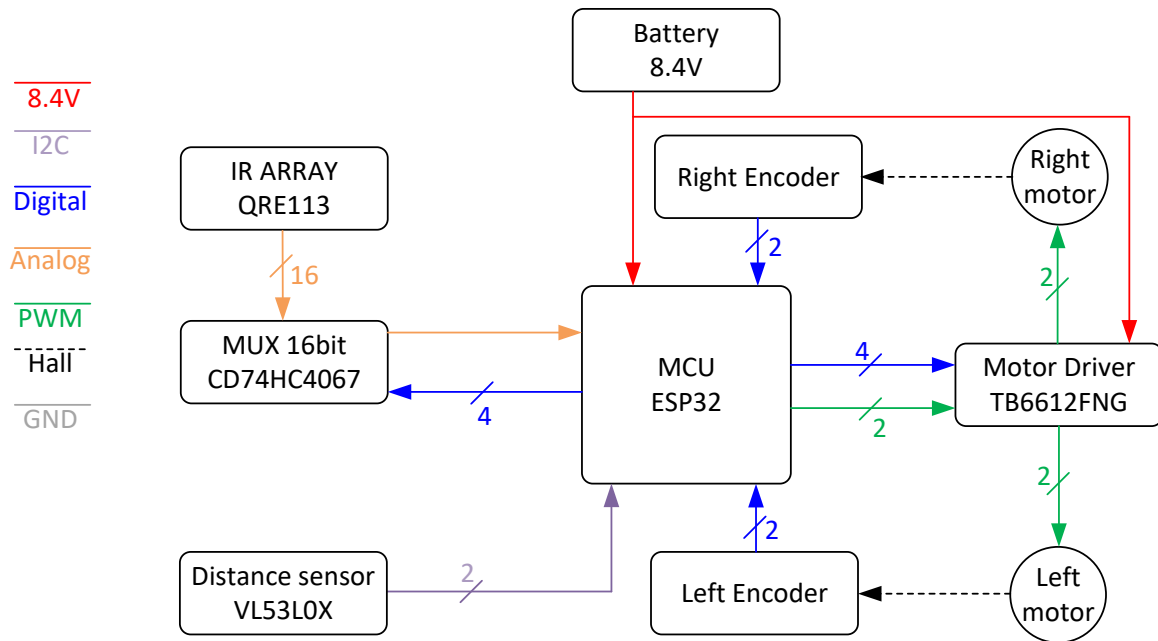 Battery
8.4V
8.4V
I2C
Digital
Analog
PWM
Hall
GND
IR ARRAY
QRE113
16
MUX 16bit
CD74HC4067
4
Right Encoder
2
Right
motor
2
MCU
ESP32
4
2
Motor Driver
TB6612FNG
2
2
Distance sensor
VL53L0X
2
Left Encoder
Left
motor